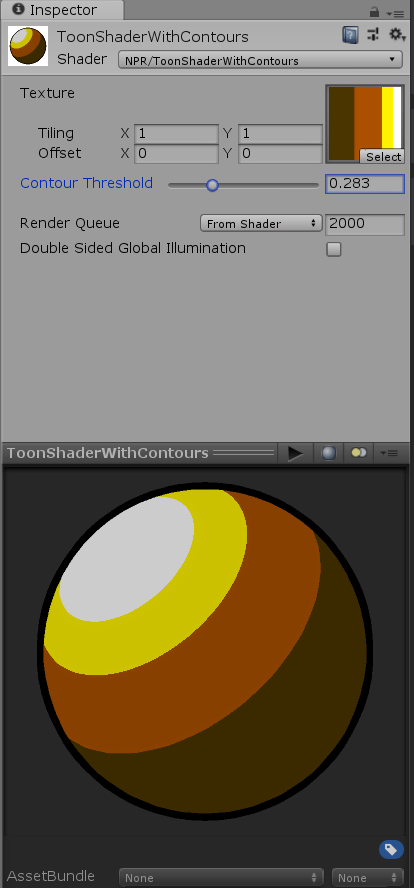 Inspector
ToonShaderWithContours
Shader NPR/ToonShaderWithContours
Texture
Tiling X 1 Y 1
Offset X 0 Y 0
Select
Contour Threshold 0.283
Render Queue From Shader 2000
Double Sided Global Illumination
ToonShaderWithContours
AssetBundle None None